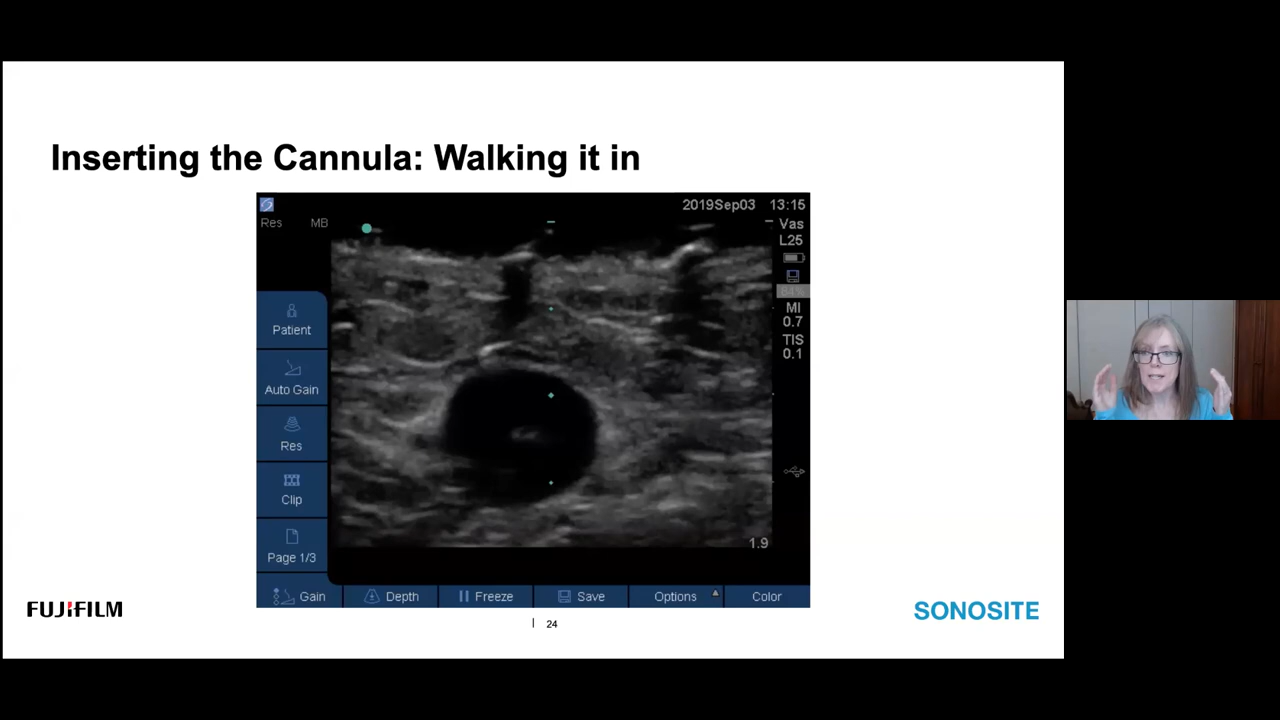 Inserting the Cannula: Walking it in
2019Sep03 13:15
Res MB
Vas
L25
MI
0.7
TIS
0.1
Patient
Auto Gain
Res
Clip
Page 1/3
1.9
Gain Depth Freeze Save Options Color
FUJIFILM
24
SONOSITE